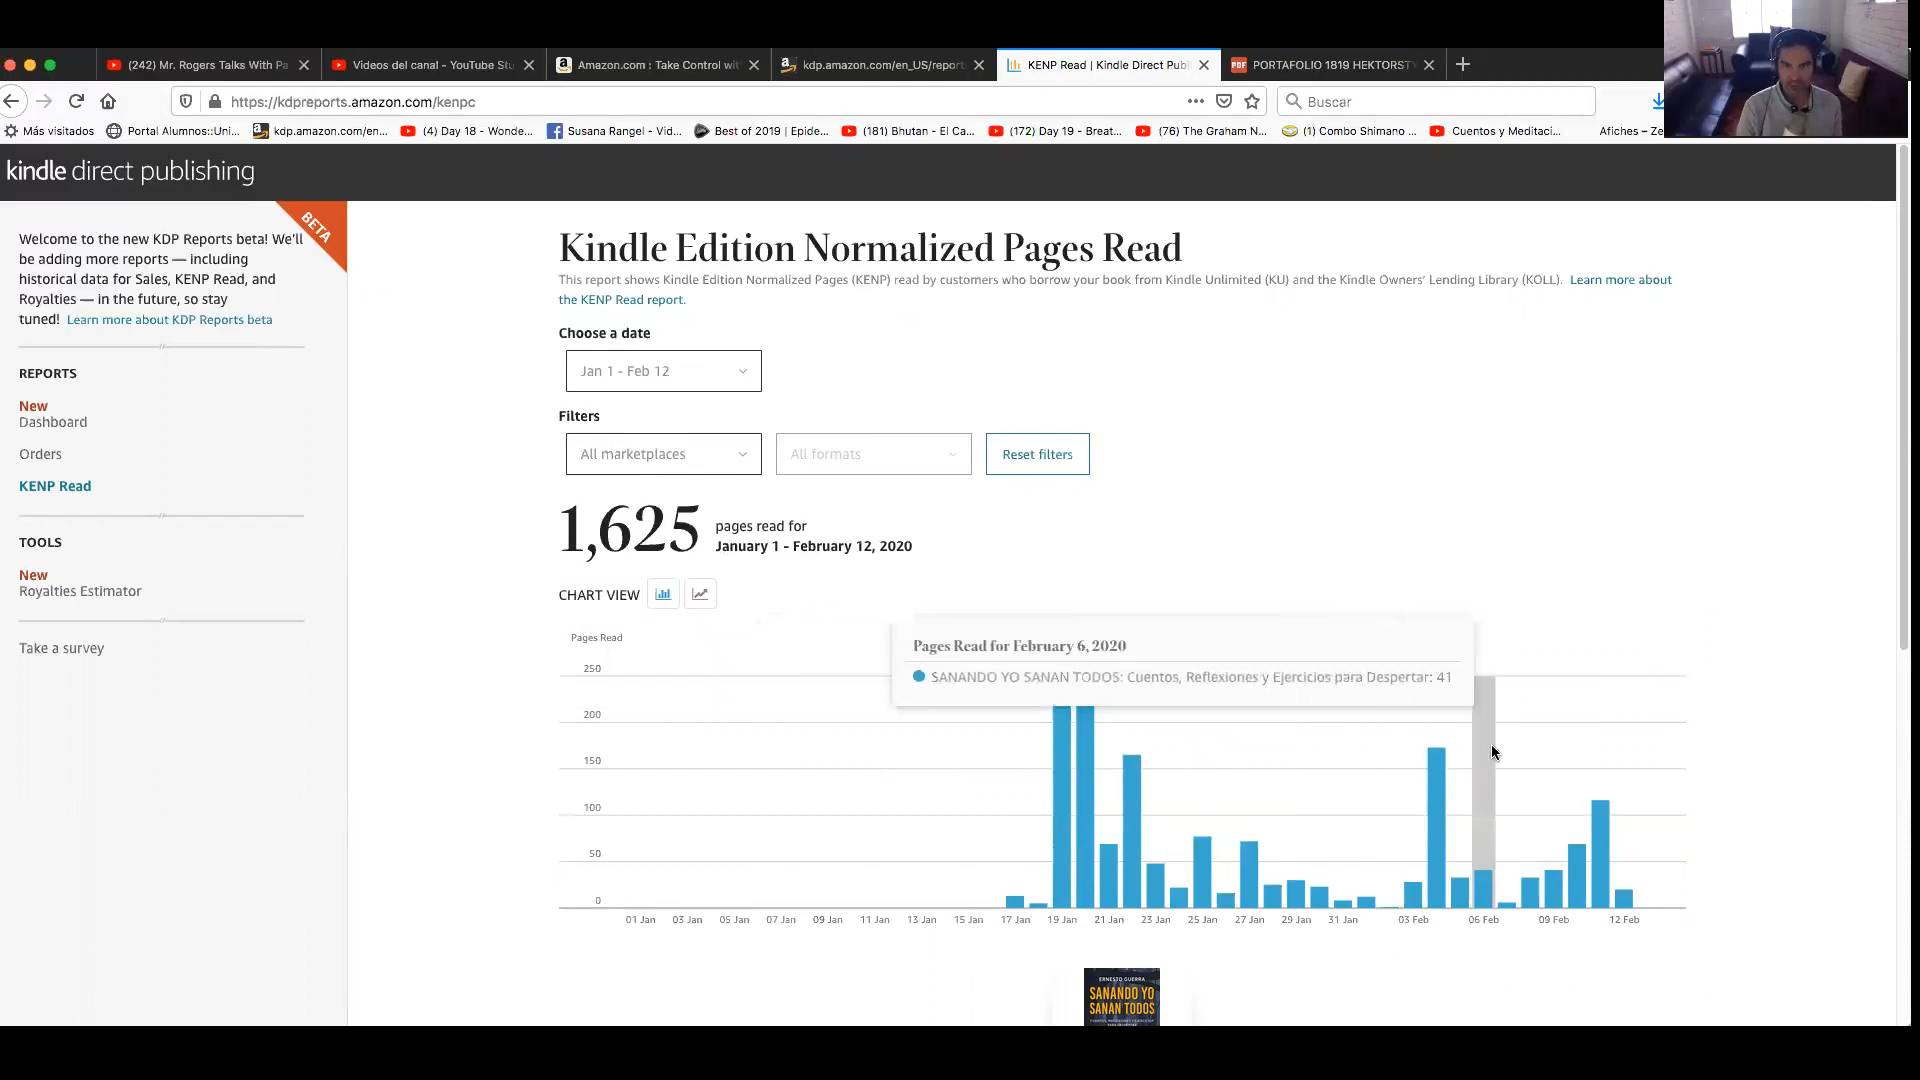 (242) Mr. Rogers Talks With Pa
Videos del canal - YouTube Stu
Amazon.com : Take Control wit
kdp.amazon.com/en_US/report
KENP Read | Kindle Direct Publ
PDF PORTAFOLIO 1819 HEKTORST
https://kdpreports.amazon.com/kenpc
Buscar
Más visitados
Portal Alumnos::Uni...
kdp.amazon.com/en...
(4) Day 18 - Wonde...
Susana Rangel - Vid...
Best of 2019 | Epide...
(181) Bhutan - El Ca...
(172) Day 19 - Breat...
(76) The Graham N...
(1) Combo Shimano ...
Cuentos y Meditaci...
Afiches – Ze
kindle direct publishing
BETA
Welcome to the new KDP Reports beta! We'll
be adding more reports — including
historical data for Sales, KENP Read, and
Royalties — in the future, so stay
tuned! Learn more about KDP Reports beta
REPORTS
New
Dashboard
Orders
KENP Read
TOOLS
New
Royalties Estimator
Take a survey
Kindle Edition Normalized Pages Read
This report shows Kindle Edition Normalized Pages (KENP) read by customers who borrow your book from Kindle Unlimited (KU) and the Kindle Owners' Lending Library (KOLL). Learn more about
the KENP Read report.
Choose a date
Jan 1 - Feb 12
Filters
All marketplaces
All formats
Reset filters
1,625 pages read for
January 1 - February 12, 2020
CHART VIEW
Pages Read
Pages Read for February 6, 2020
SANANDO YO SANAN TODOS: Cuentos, Reflexiones y Ejercicios para Despertar: 41
250
200
150
100
50
0
01 Jan 03 Jan 05 Jan 07 Jan 09 Jan 11 Jan 13 Jan 15 Jan 17 Jan 19 Jan 21 Jan 23 Jan 25 Jan 27 Jan 29 Jan 31 Jan 03 Feb 06 Feb 09 Feb 12 Feb
ERNESTO GUERRA
SANANDO YO
SANAN TODOS